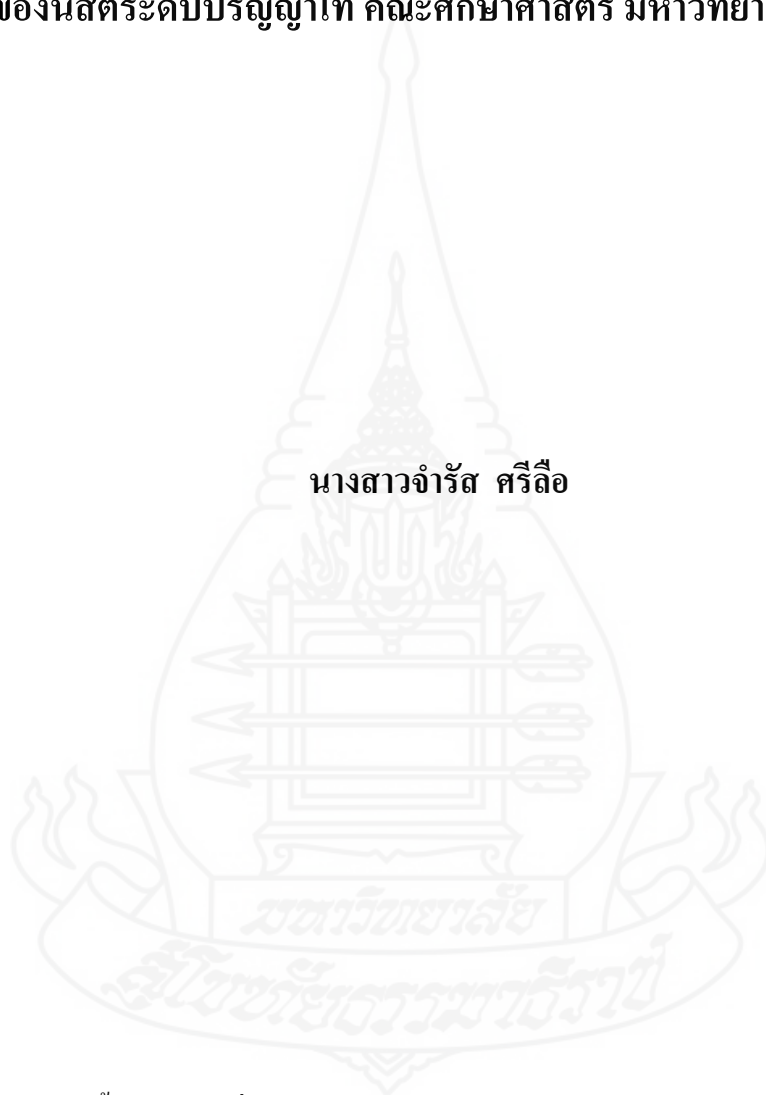 ของนิสิตระดับปริญญาโท คณะศึกษาศาสตร์ มหาวิทยา
นางสาวจำรัส ศรีลือ
มหาวิทยาลัย
สุโขทัยธรรมาธิราช